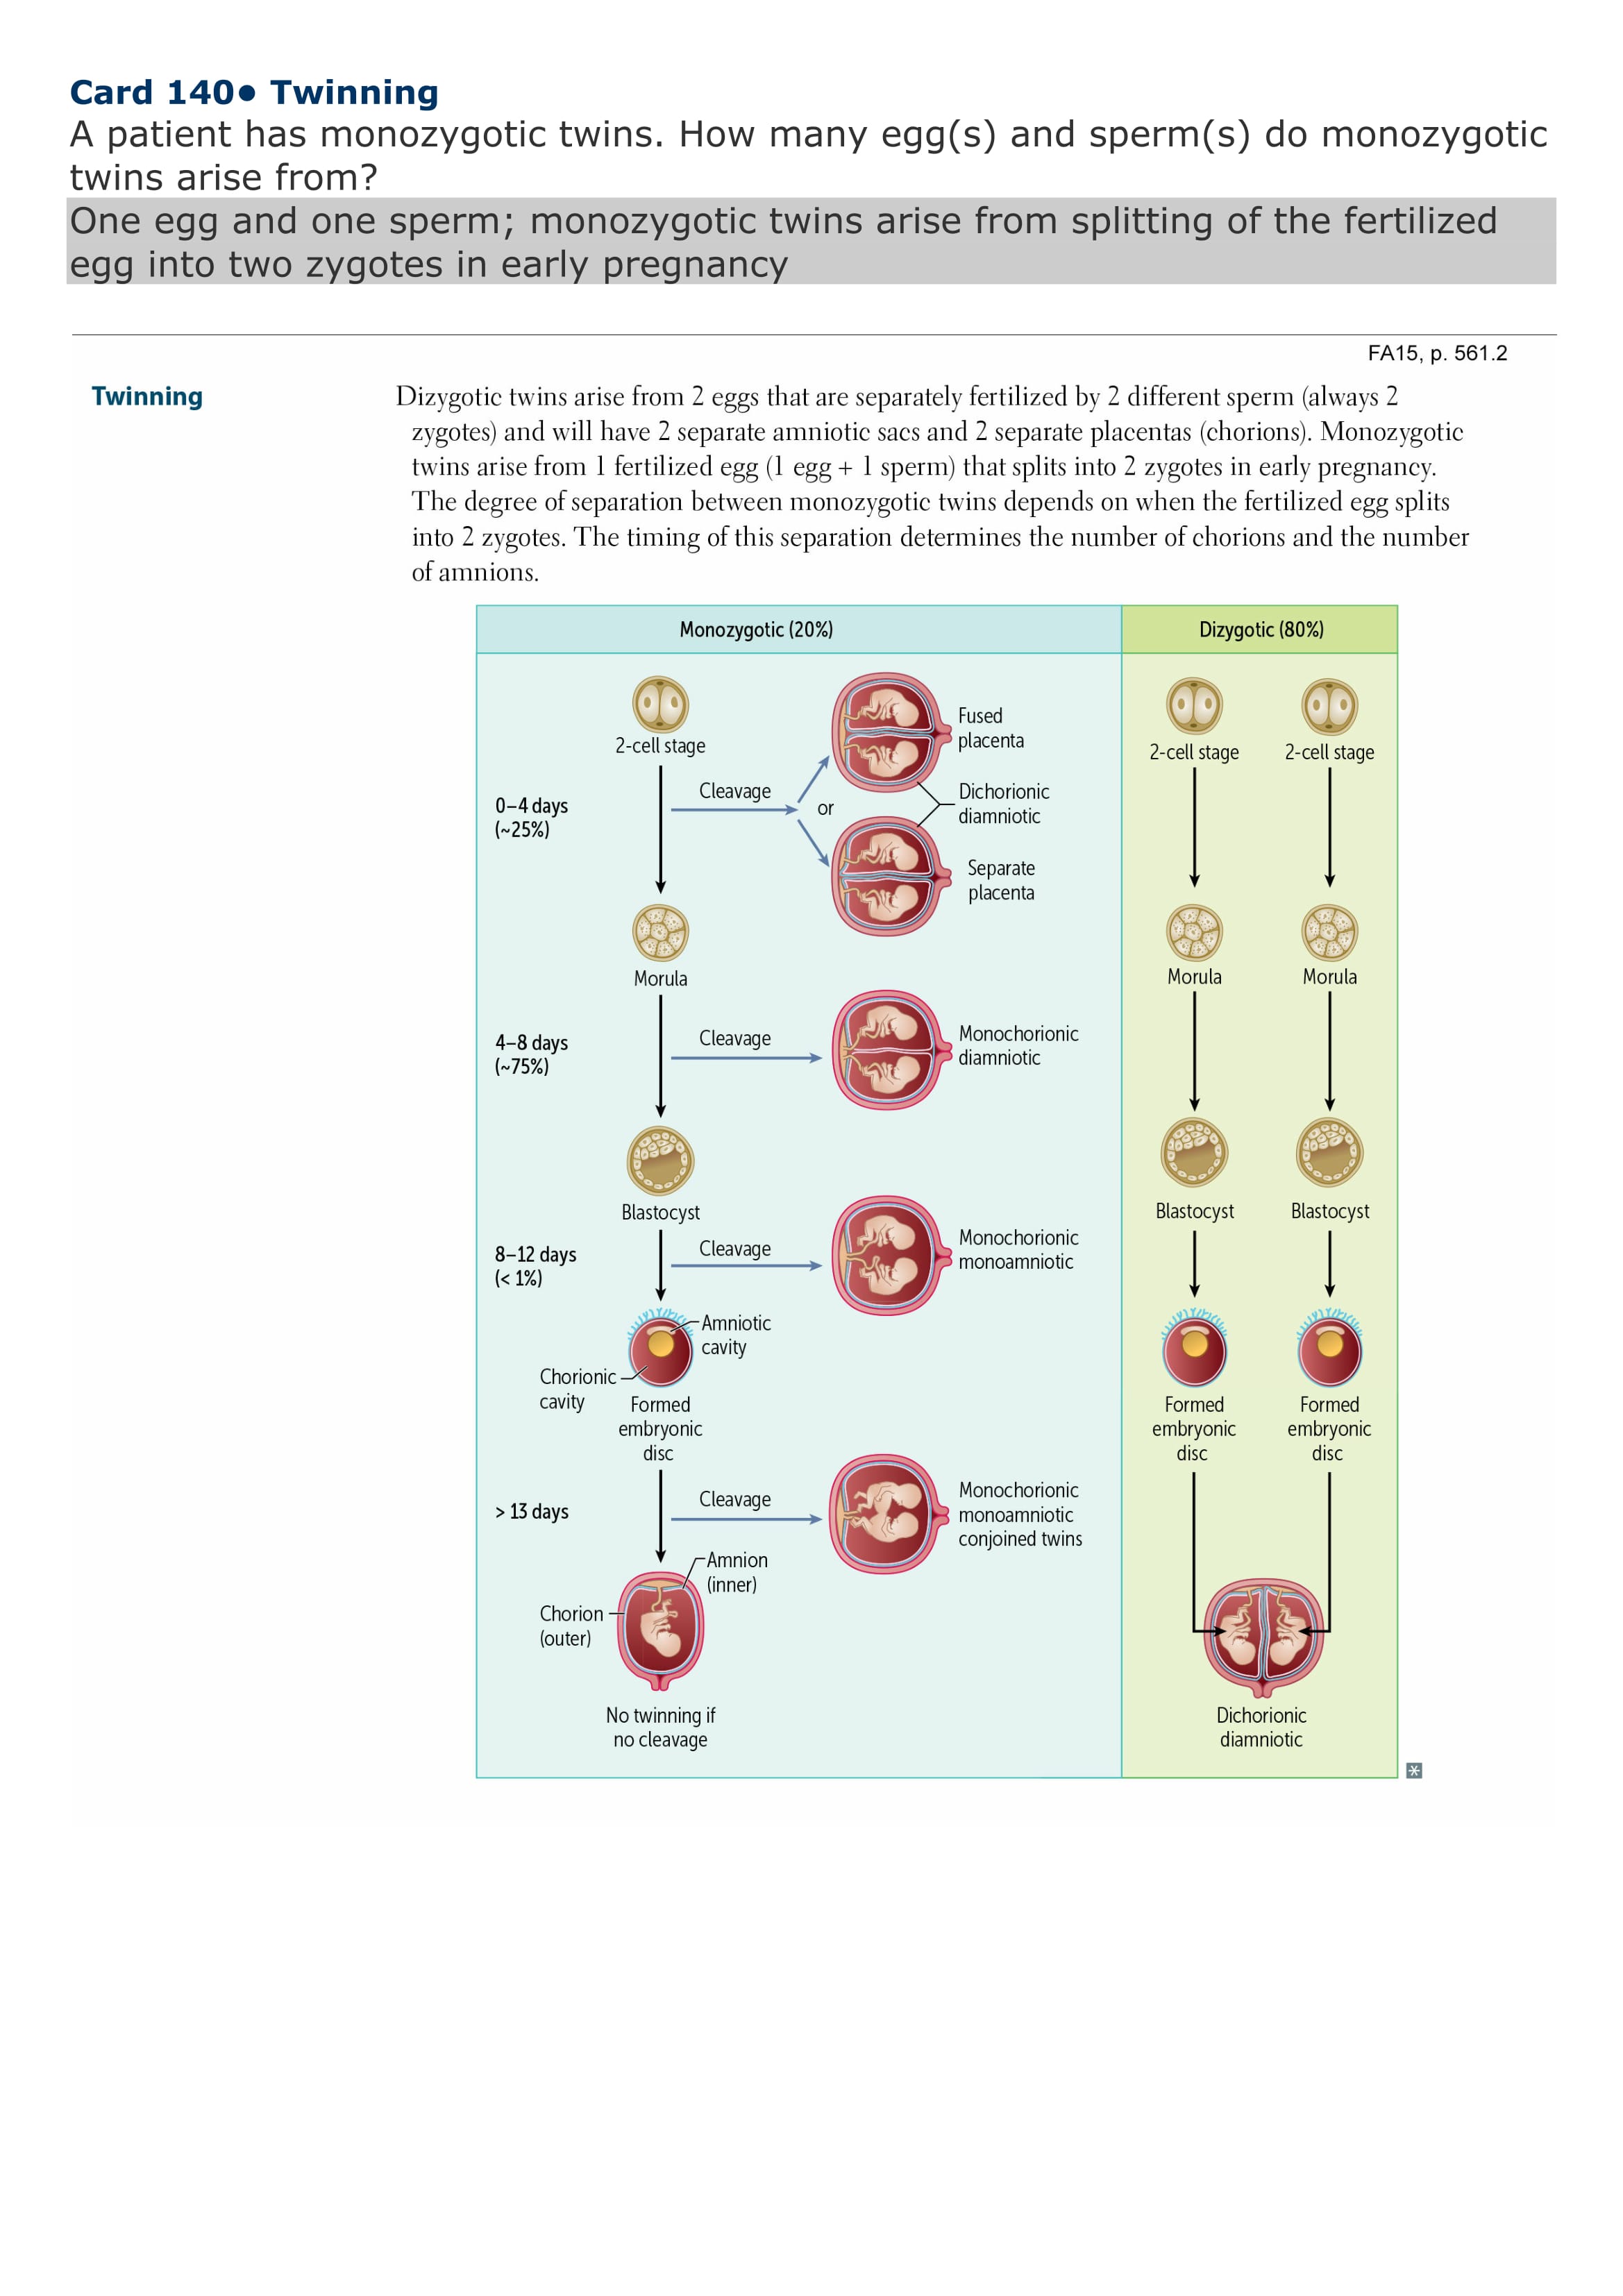 Card 140● Twinning
A patient has monozygotic twins. How many egg(s) and sperm(s) do monozygotic
twins arise from?
One egg and one sperm; monozygotic twins arise from splitting of the fertilized
egg into two zygotes in early pregnancy
FA15, p. 561.2
Twinning
Dizygotic twins arise from 2 eggs that are separately fertilized by 2 different sperm (always 2
zygotes) and will have 2 separate amniotic sacs and 2 separate placentas (chorions). Monozygotic
twins arise from 1 fertilized egg (1 egg + 1 sperm) that splits into 2 zygotes in early pregnancy.
The degree of separation between monozygotic twins depends on when the fertilized egg splits
into 2 zygotes. The timing of this separation determines the number of chorions and the number
of amnions.
Monozygotic (20%)
2-cell stage
0–4 days
(~25%)
Cleavage
or
Fused
placenta
Dichorionic
diamniotic
Separate
placenta
Morula
4–8 days
(~75%)
Cleavage
Monochorionic
diamniotic
Blastocyst
8–12 days
(< 1%)
Cleavage
Monochorionic
monoamniotic
Amniotic
cavity
Chorionic
cavity
Formed
embryonic
disc
> 13 days
Cleavage
Monochorionic
monoamniotic
conjoined twins
Amnion
(inner)
Chorion
(outer)
No twinning if
no cleavage
Dizygotic (80%)
2-cell stage
2-cell stage
Morula
Morula
Blastocyst
Blastocyst
Formed
embryonic
disc
Formed
embryonic
disc
Dichorionic
diamniotic